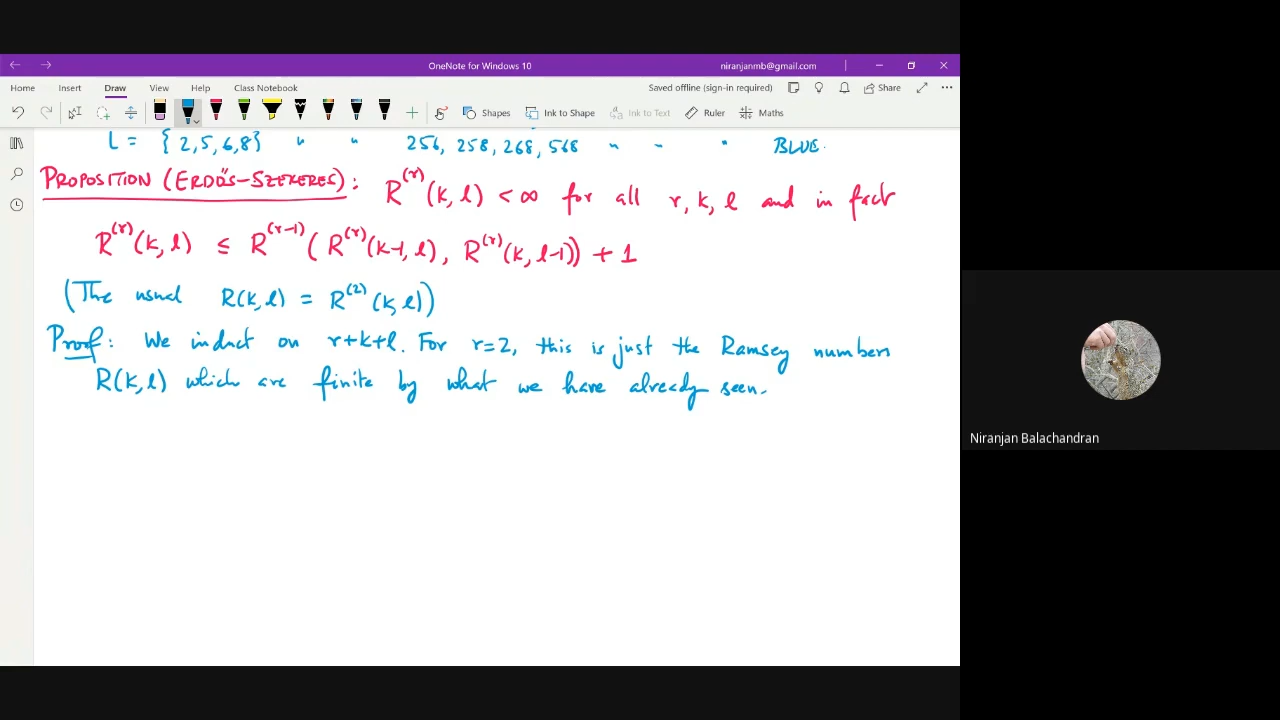 OneNote for Windows 10
niranjanmb@gmail.com
Home Insert Draw View Help Class Notebook
Saved offline (sign-in required)
Share
Shapes
Ink to Shape
Ink to Text
Ruler
Maths
L = {2,5,6,8} " " 256, 258, 268, 568 " " " BLUE.
PROPOSITION (ERDŐS-SZEKERES): R^(r)(k,l) < ∞ for all r, k, l and in fact
R^(r)(k,l) ≤ R^(r-1)(R^(r)(k-1,l), R^(r)(k,l-1)) + 1
(The usual R(k,l) = R^(2)(k,l))
Proof: We induct on r+k+l. For r=2, this is just the Ramsey numbers
R(k,l) which are finite by what we have already seen.
Niranjan Balachandran